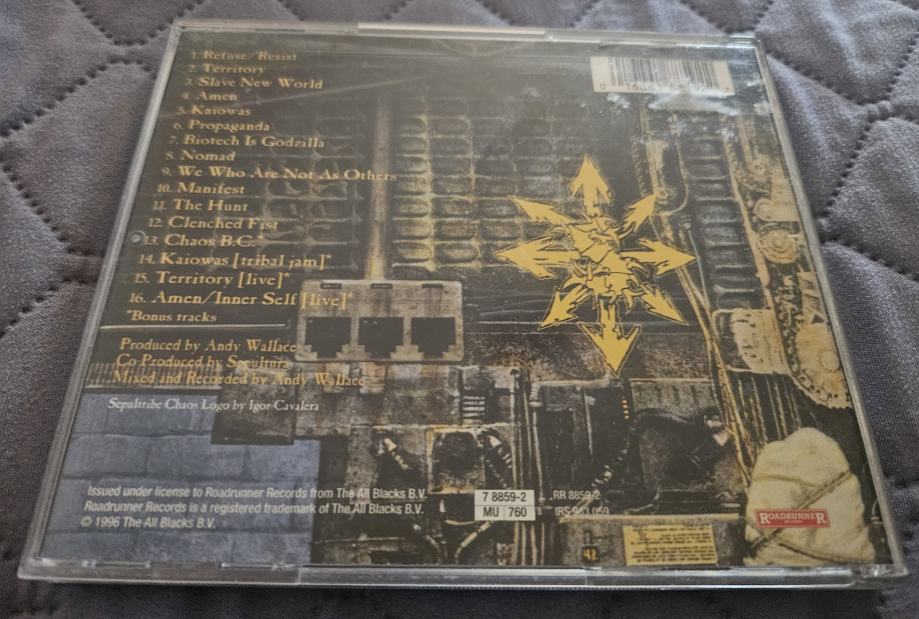 1. Refuse/Resist
2. Territory
3. Slave New World
4. Amen
5. Kaiowas
6. Propaganda
7. Biotech Is Godzilla
8. Nomad
9. We Who Are Not As Others
10. Manifest
11. The Hunt
12. Clenched Fist
13. Chaos B.C.*
14. Kaiowas [tribal jam]*
15. Territory [live]*
16. Amen/Inner Self [live]*
*Bonus tracks
Produced by Andy Wallace
Co-Produced by Sepultura
Mixed and Recorded by Andy Wallace
Sepultribe Chaos Logo by Igor Cavalera
Issued under license to Roadrunner Records from The All Blacks B.V.
Roadrunner Records is a registered trademark of The All Blacks B.V.
© 1996 The All Blacks B.V.
7 8859-2
MU 760
RR 8859-2
IRS 983.059
ROADRUNNER
RECORDS